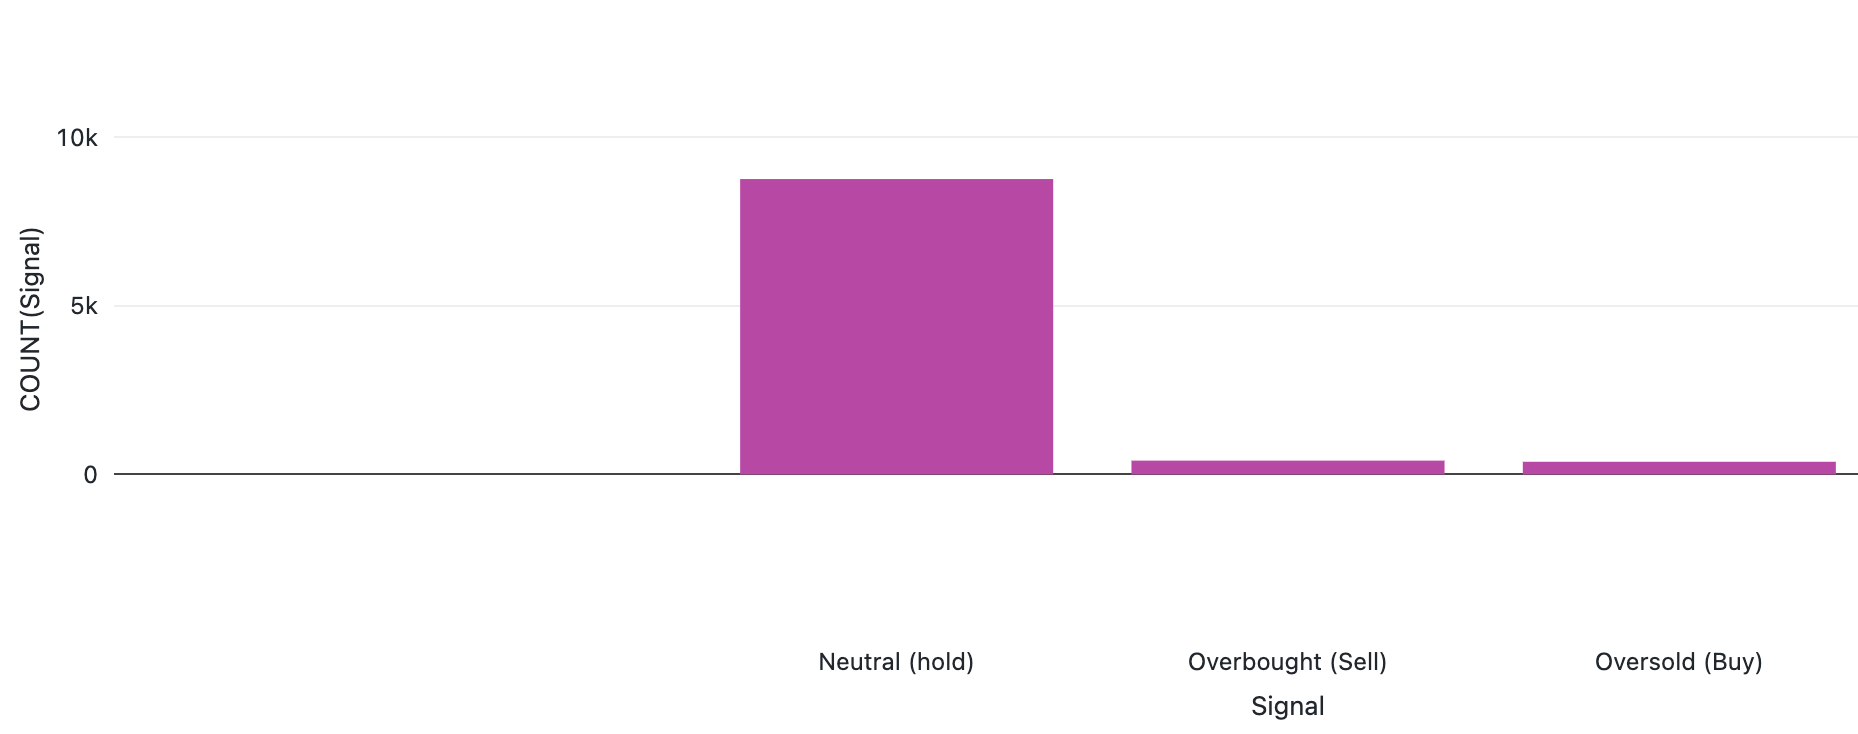 10k
5k
0
COUNT(Signal)
Neutral (hold)
Overbought (Sell)
Oversold (Buy)
Signal